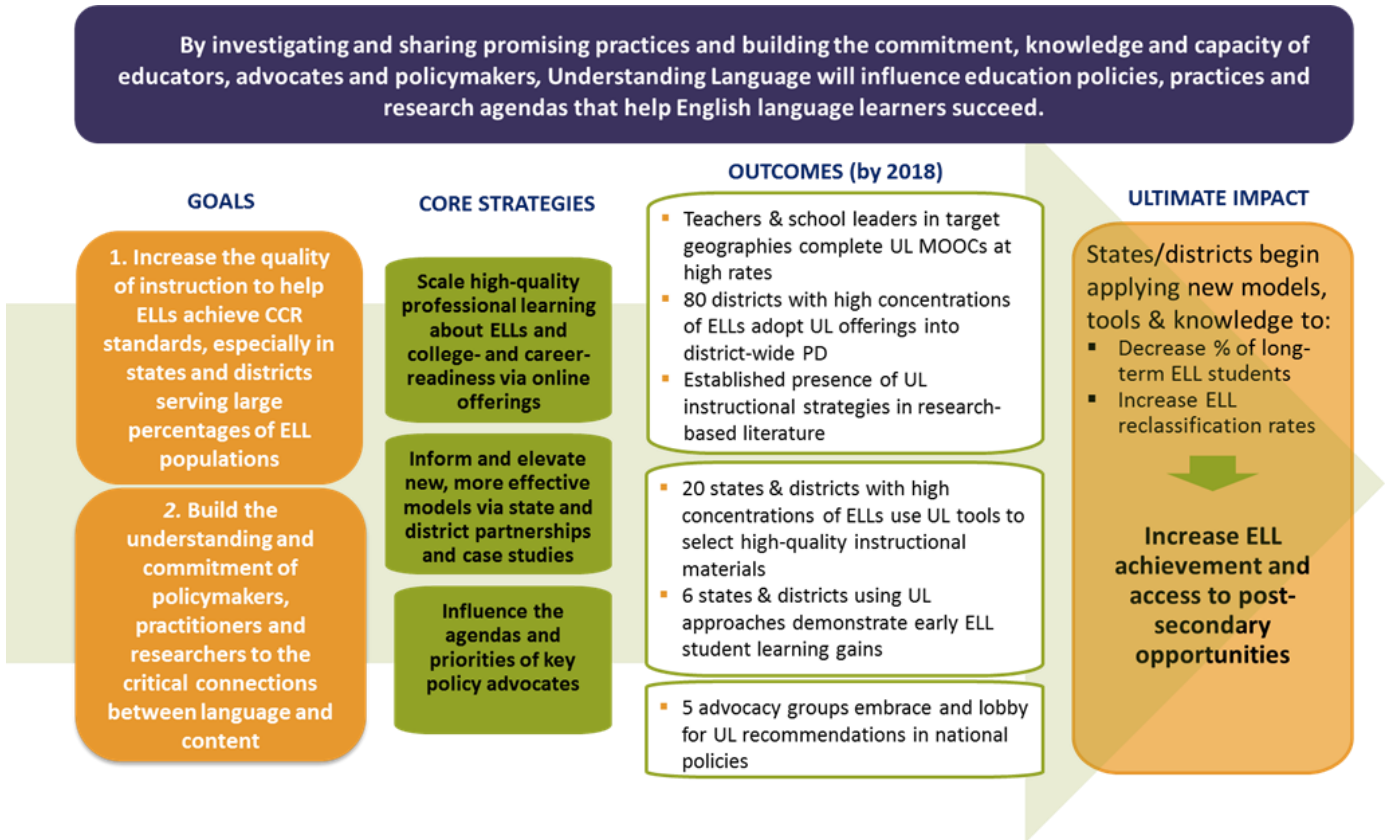 By investigating and sharing promising practices and building the commitment, knowledge and capacity of
educators, advocates and policymakers, Understanding Language will influence education policies, practices and
research agendas that help English language learners succeed.
GOALS
1. Increase the quality
of instruction to help
ELLs achieve CCR
standards, especially in
states and districts
serving large
percentages of ELL
populations
2. Build the
understanding and
commitment of
policymakers,
practitioners and
researchers to the
critical connections
between language and
content
CORE STRATEGIES
Scale high-quality
professional learning
about ELLs and
college- and career-
readiness via online
offerings
Inform and elevate
new, more effective
models via state and
district partnerships
and case studies
Influence the
agendas and
priorities of key
policy advocates
OUTCOMES (by 2018)
▪ Teachers & school leaders in target
geographies complete UL MOOCs at
high rates
▪ 80 districts with high concentrations
of ELLs adopt UL offerings into
district-wide PD
▪ Established presence of UL
instructional strategies in research-
based literature
▪ 20 states & districts with high
concentrations of ELLs use UL tools to
select high-quality instructional
materials
▪ 6 states & districts using UL
approaches demonstrate early ELL
student learning gains
▪ 5 advocacy groups embrace and lobby
for UL recommendations in national
policies
ULTIMATE IMPACT
States/districts begin
applying new models,
tools & knowledge to:
▪ Decrease % of long-
term ELL students
▪ Increase ELL
reclassification rates
Increase ELL
achievement and
access to post-
secondary
opportunities